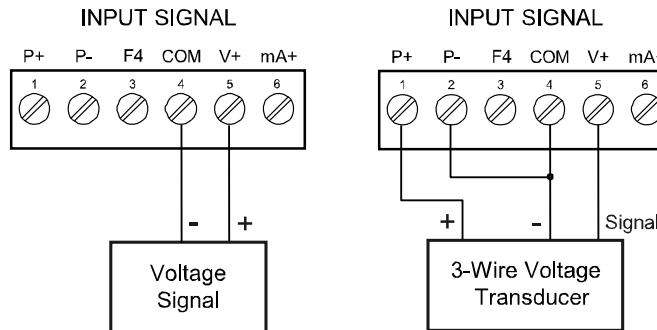 INPUT SIGNAL
P+ P- F4 COM V+ mA+
1 2 3 4 5 6
- +
Voltage
Signal
INPUT SIGNAL
P+ P- F4 COM V+ mA+
1 2 3 4 5 6
+ - Signal
3-Wire Voltage
Transducer